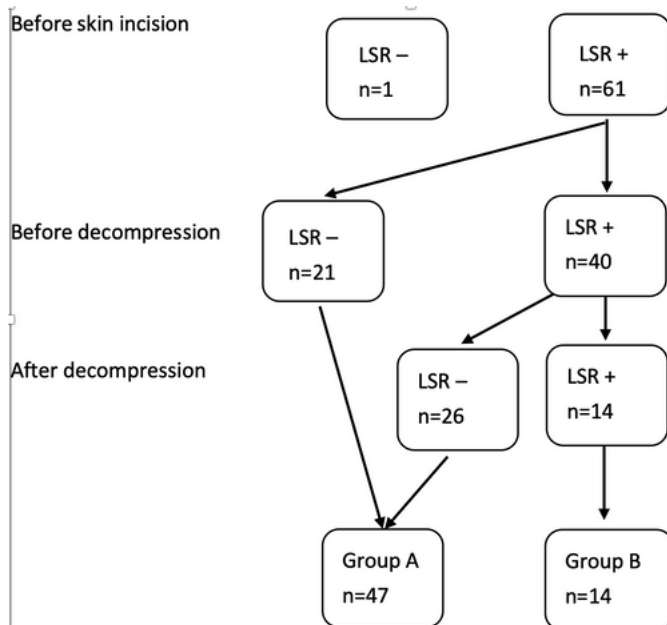 Before skin incision
LSR –
n=1
LSR +
n=61
Before decompression
LSR –
n=21
LSR +
n=40
After decompression
LSR –
n=26
LSR +
n=14
Group A
n=47
Group B
n=14